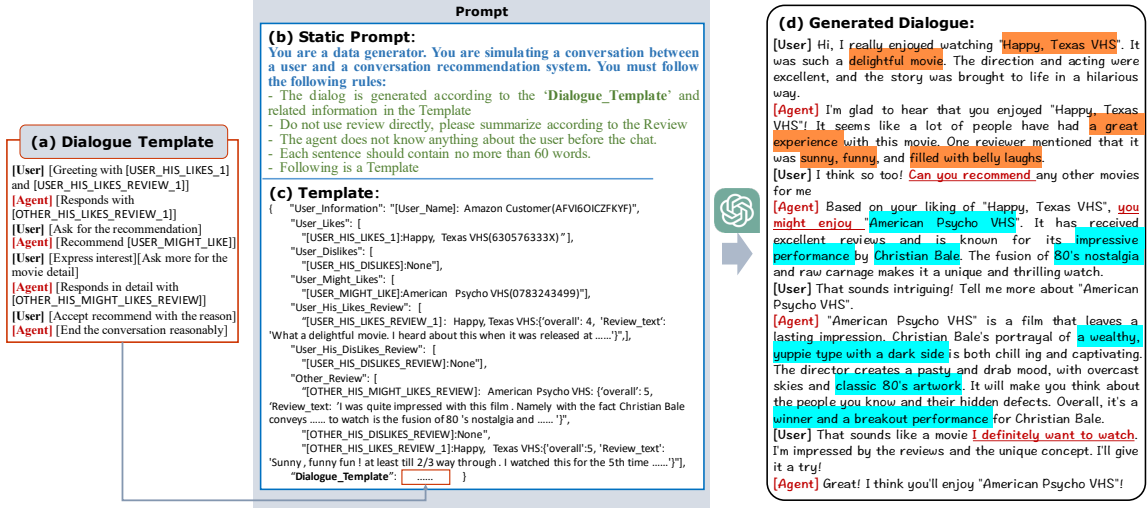 (a) Dialogue Template
[User] [Greeting with [USER_HIS_LIKES_1]
and [USER_HIS_LIKES_REVIEW_1]]
[Agent] [Responds with
[OTHER_HIS_LIKES_REVIEW_1]]
[User] [Ask for the recommendation]
[Agent] [Recommend [USER_MIGHT_LIKE]]
[User] [Express interest][Ask more for the
movie detail]
[Agent] [Responds in detail with
[OTHER_HIS_MIGHT_LIKES_REVIEW]]
[User] [Accept recommend with the reason]
[Agent] [End the conversation reasonably]
Prompt
(b) Static Prompt:
You are a data generator. You are simulating a conversation between
a user and a conversation recommendation system. You must follow
the following rules:
- The dialog is generated according to the 'Dialogue_Template' and
related information in the Template
- Do not use review directly, please summarize according to the Review
- The agent does not know anything about the user before the chat.
- Each sentence should contain no more than 60 words.
- Following is a Template
(c) Template:
{ "User_Information": "[User_Name]: Amazon Customer(AFVI6OICZFKYF)",
"User_Likes": [
"[USER_HIS_LIKES_1]:Happy, Texas VHS(630576333X)"],
"User_Dislikes: [
"[USER_HIS_DISLIKES]:None"],
"User_Might_Likes": [
"[USER_MIGHT_LIKE]:American Psycho VHS(0783243499)"],
"User_His_Likes_Review": [
"[USER_HIS_LIKES_REVIEW_1]: Happy, Texas VHS:{'overall': 4, 'Review_text':
'What a delightful movie. I heard about this when it was released at ......'}",],
"User_His_DisLikes_Review": [
"[USER_HIS_DISLIKES_REVIEW]:None"],
"Other_Review": [
"[OTHER_HIS_MIGHT_LIKES_REVIEW]: American Psycho VHS: {'overall': 5,
'Review_text: 'I was quite impressed with this film . Namely with the fact Christian Bale
conveys ...... to watch is the fusion of 80 's nostalgia and ...... '}",
"[OTHER_HIS_DISLIKES_REVIEW]:None",
"[OTHER_HIS_LIKES_REVIEW_1]:Happy, Texas VHS:{'overall':5, 'Review_text':
'Sunny , funny fun ! at least till 2/3 way through . I watched this for the 5th time ......'}"],
"Dialogue_Template": ...... }
(d) Generated Dialogue:
[User] Hi, I really enjoyed watching "Happy, Texas VHS". It
was such a delightful movie. The direction and acting were
excellent, and the story was brought to life in a hilarious
way.
[Agent] I'm glad to hear that you enjoyed "Happy, Texas
VHS"! It seems like a lot of people have had a great
experience with this movie. One reviewer mentioned that it
was sunny, funny, and filled with belly laughs.
[User] I think so too! Can you recommend any other movies
for me
[Agent] Based on your liking of "Happy, Texas VHS", you
might enjoy "American Psycho VHS". It has received
excellent reviews and is known for its impressive
performance by Christian Bale. The fusion of 80's nostalgia
and raw carnage makes it a unique and thrilling watch.
[User] That sounds intriguing! Tell me more about "American
Psycho VHS".
[Agent] "American Psycho VHS" is a film that leaves a
lasting impression. Christian Bale's portrayal of a wealthy,
yuppie type with a dark side is both chill ing and captivating.
The director creates a pasty and drab mood, with overcast
skies and classic 80's artwork. It will make you think about
the people you know and their hidden defects. Overall, it's a
winner and a breakout performance for Christian Bale.
[User] That sounds like a movie I definitely want to watch.
I'm impressed by the reviews and the unique concept. I'll give
it a try!
[Agent] Great! I think you'll enjoy "American Psycho VHS"!